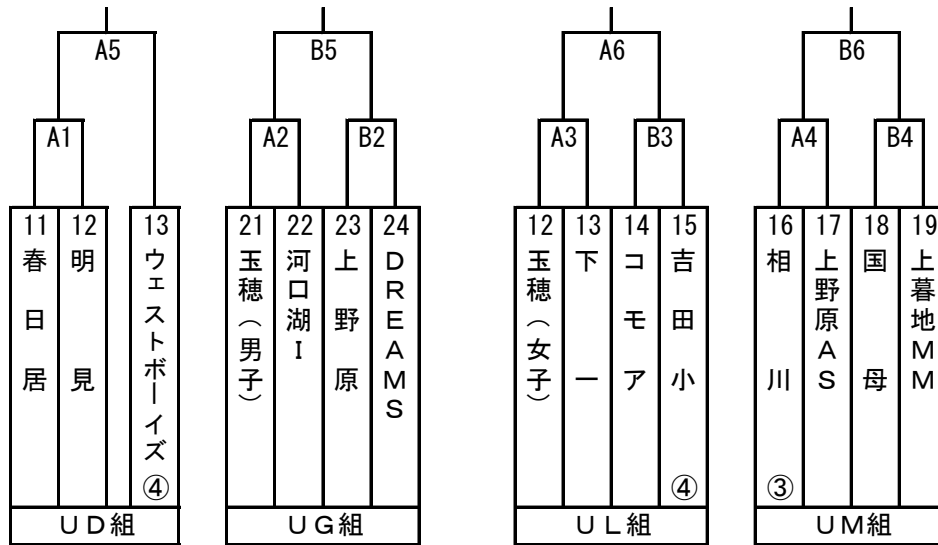 A5 B5 A6 B6
A1 A2 B2 A3 B3 A4 B4
11 12 13 21 22 23 24 12 13 14 15 16 17 18 19
春日居
明見
ウェストボーイズ④
玉穂（男子）
河口湖Ⅰ
上野原
ＤＲＥＡＭＳ
玉穂（女子）
下一
コモア
吉田小④
相川③
上野原ＡＳ
国母
上暮地ＭＭ
ＵＤ組 ＵＧ組 ＵＬ組 ＵＭ組